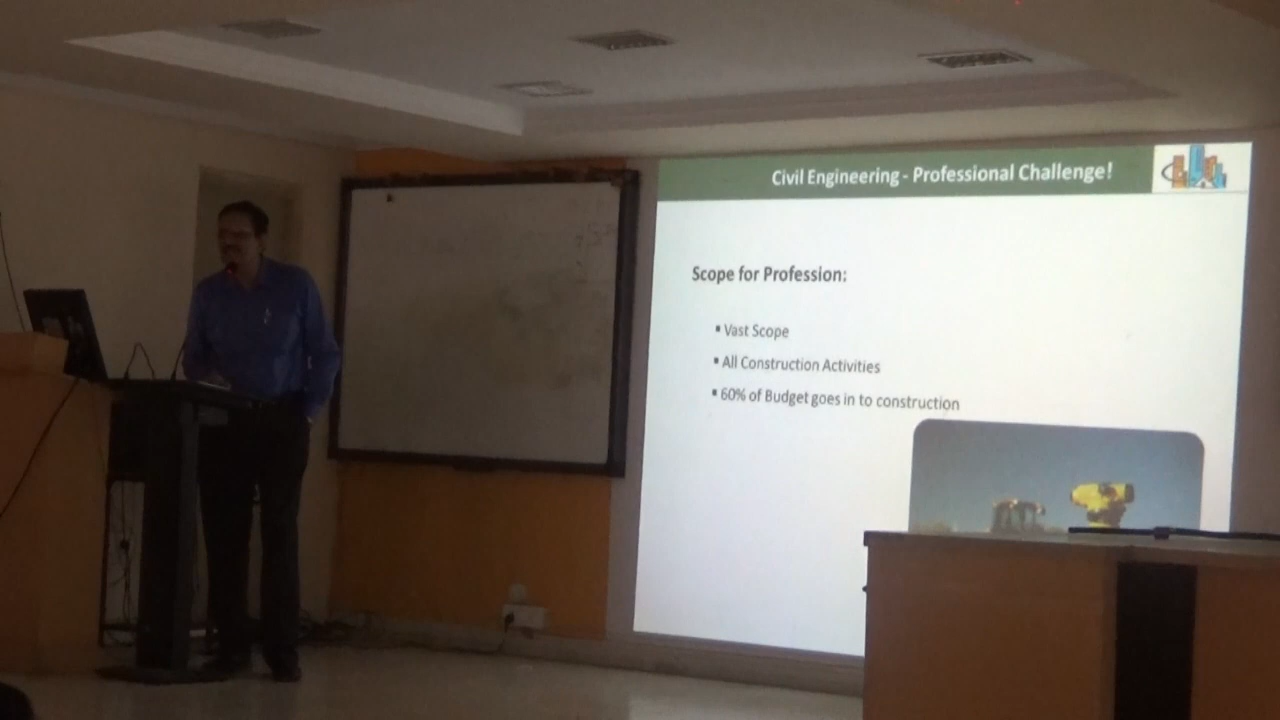 Civil Engineering - Professional Challenge!
Scope for Profession:
▪ Vast Scope
▪ All Construction Activities
▪ 60% of Budget goes in to construction